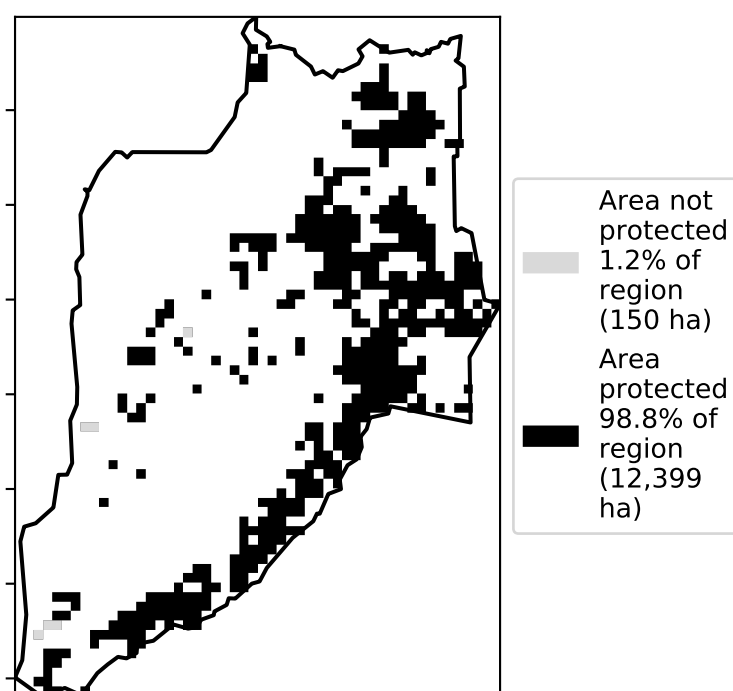 Area not
protected
1.2% of
region
(150 ha)
Area
protected
98.8% of
region
(12,399
ha)